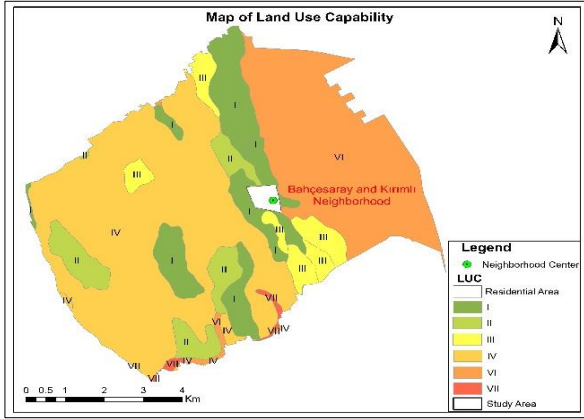 Map of Land Use Capability
N
III
I
I
II
II
III
I
VI
Bahçesaray and Kırımlı
Neighborhood
I
I
III
III
I
III
III
IV
II
I
II
I
VII
IV
VI
IV
VII
IV
II
VII
IV
IV
VII
VII
0 0.5 1 2 3 4
Km
Legend
Neighborhood Center
LUC
Residential Area
I
II
III
IV
VI
VII
Study Area